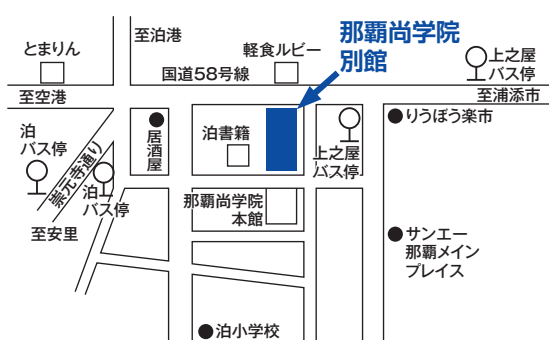 とまりん
至泊港
国道58号線
軽食ルビー
那覇尚学院
別館
上之屋
バス停
至空港
至浦添市
泊
バス停
崇元寺通り
泊
バス停
至安里
居酒屋
泊書籍
上之屋
バス停
りうぼう楽市
那覇尚学院
本館
サンエー
那覇メイン
プレイス
泊小学校